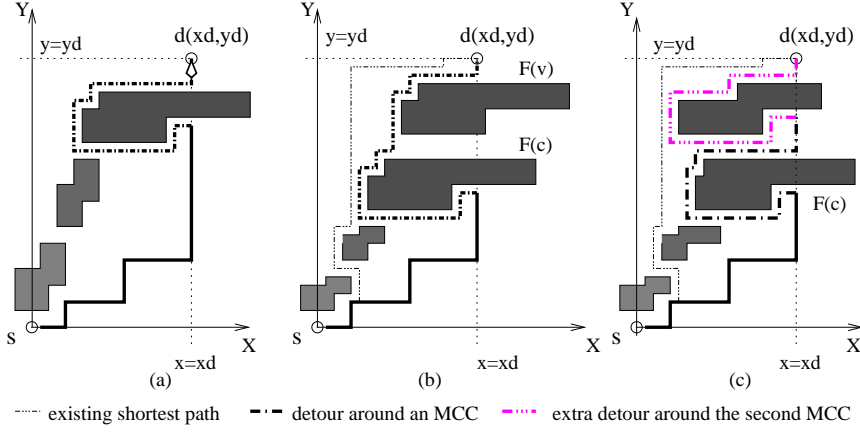 Y
d(xd,yd)
y=yd
s
X
x=xd
(a)
Y
d(xd,yd)
y=yd
F(v)
F(c)
s
X
x=xd
(b)
Y
d(xd,yd)
y=yd
F(c)
s
X
x=xd
(c)
existing shortest path
detour around an MCC
extra detour around the second MCC